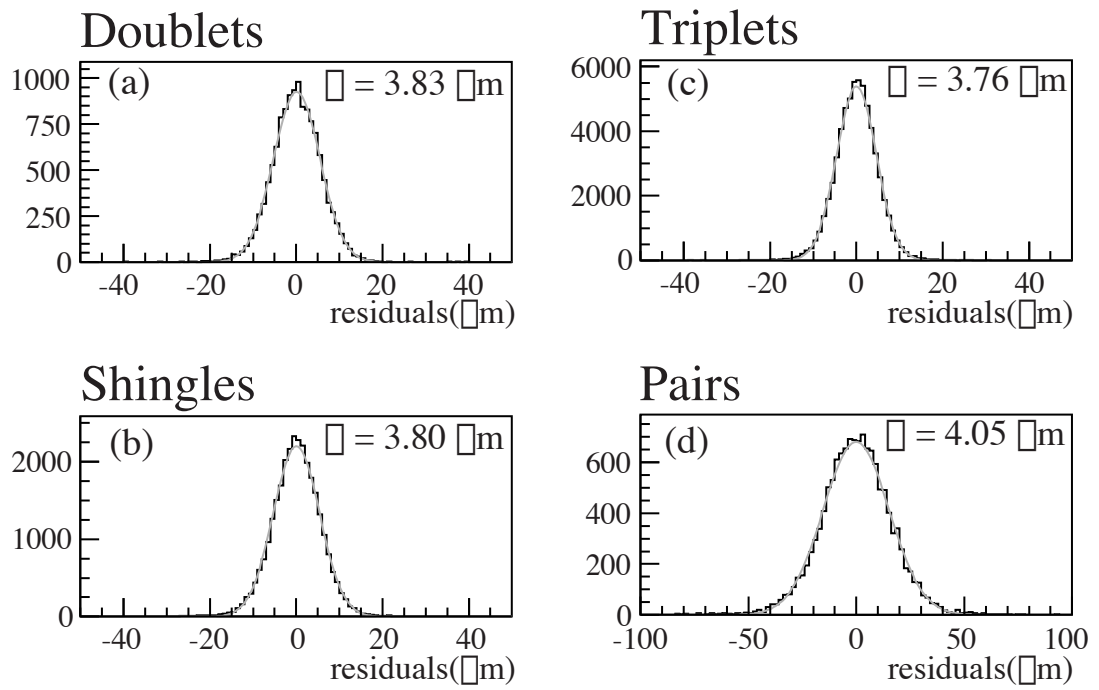 Doublets
(a)
▯ = 3.83 ▯m
1000
750
500
250
0
-40 -20 0 20 40
residuals(▯m)
Triplets
(c)
▯ = 3.76 ▯m
6000
4000
2000
0
-40 -20 0 20 40
residuals(▯m)
Shingles
(b)
▯ = 3.80 ▯m
2000
1000
0
-40 -20 0 20 40
residuals(▯m)
Pairs
(d)
▯ = 4.05 ▯m
600
400
200
0
-100 -50 0 50 100
residuals(▯m)